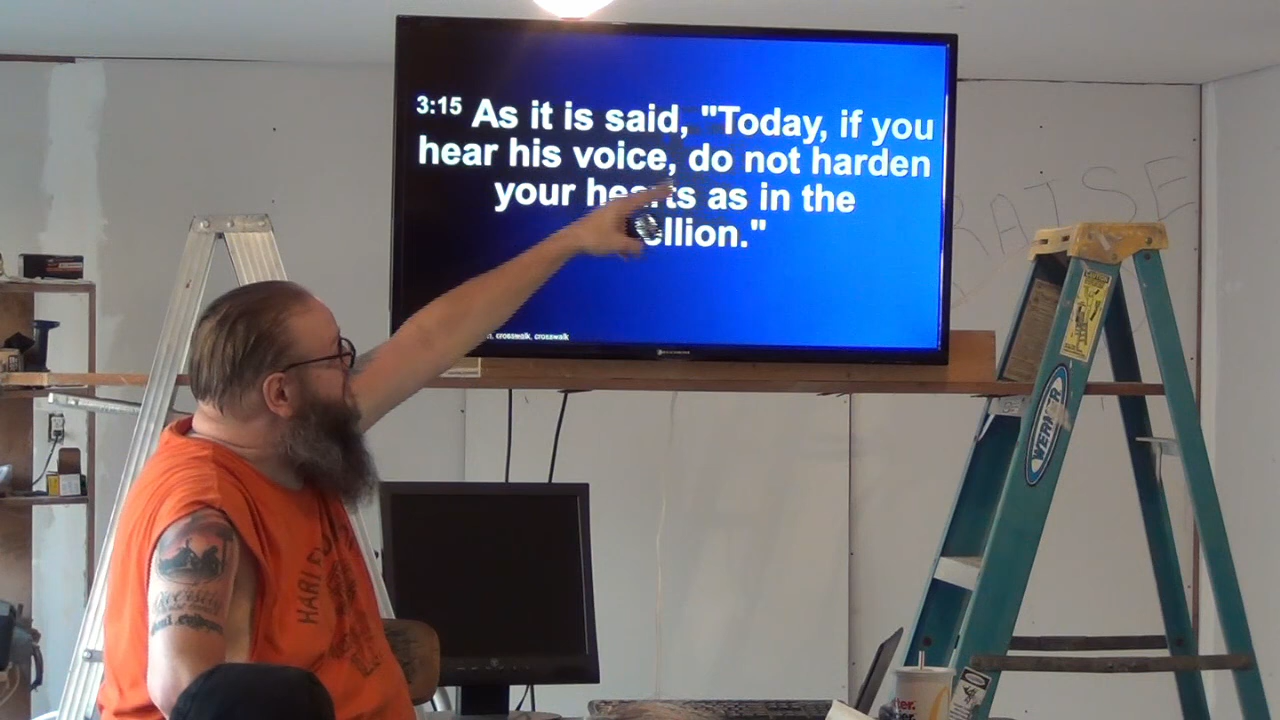 3:15 As it is said, "Today, if you
hear his voice, do not harden
your hearts as in the
ellion."
crosswalk, crosswalk
RAISE
WERNER
HARL